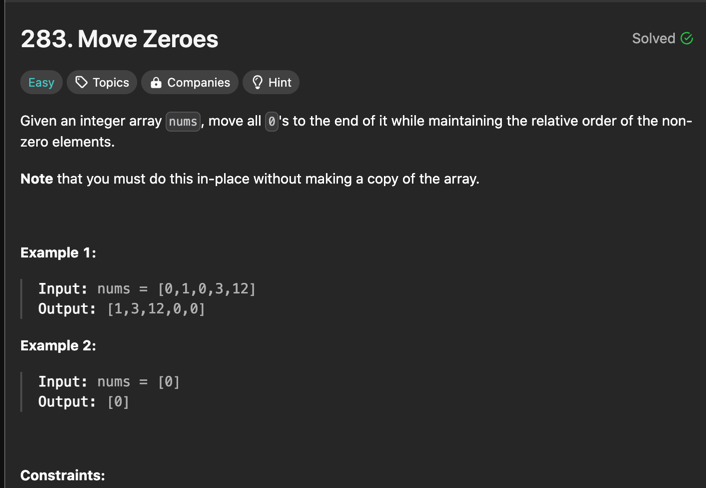 283. Move Zeroes
Solved
Easy
Topics
Companies
Hint
Given an integer array nums, move all 0's to the end of it while maintaining the relative order of the non-
zero elements.
Note that you must do this in-place without making a copy of the array.
Example 1:
Input: nums = [0,1,0,3,12]
Output: [1,3,12,0,0]
Example 2:
Input: nums = [0]
Output: [0]
Constraints: